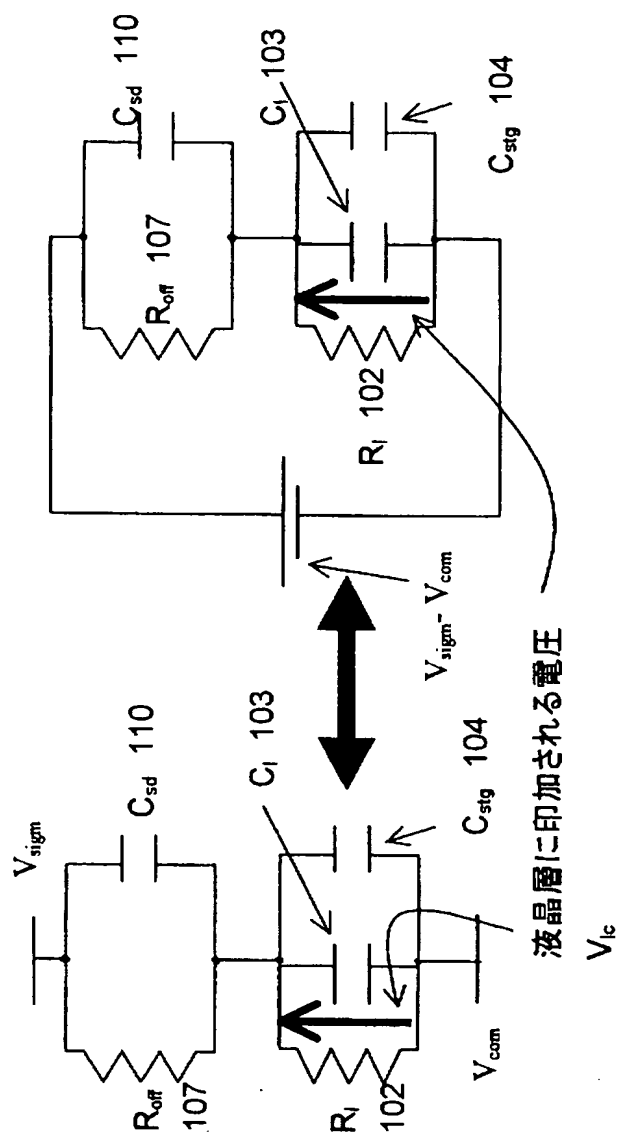 V_sigm
C_sd 110
R_off
107
C_l 103
C_stg 104
R_l
102
V_com
V_sigm- V_com
C_sd 110
R_off 107
C_l 103
C_stg 104
R_l 102
液晶層に印加される電圧
V_lc